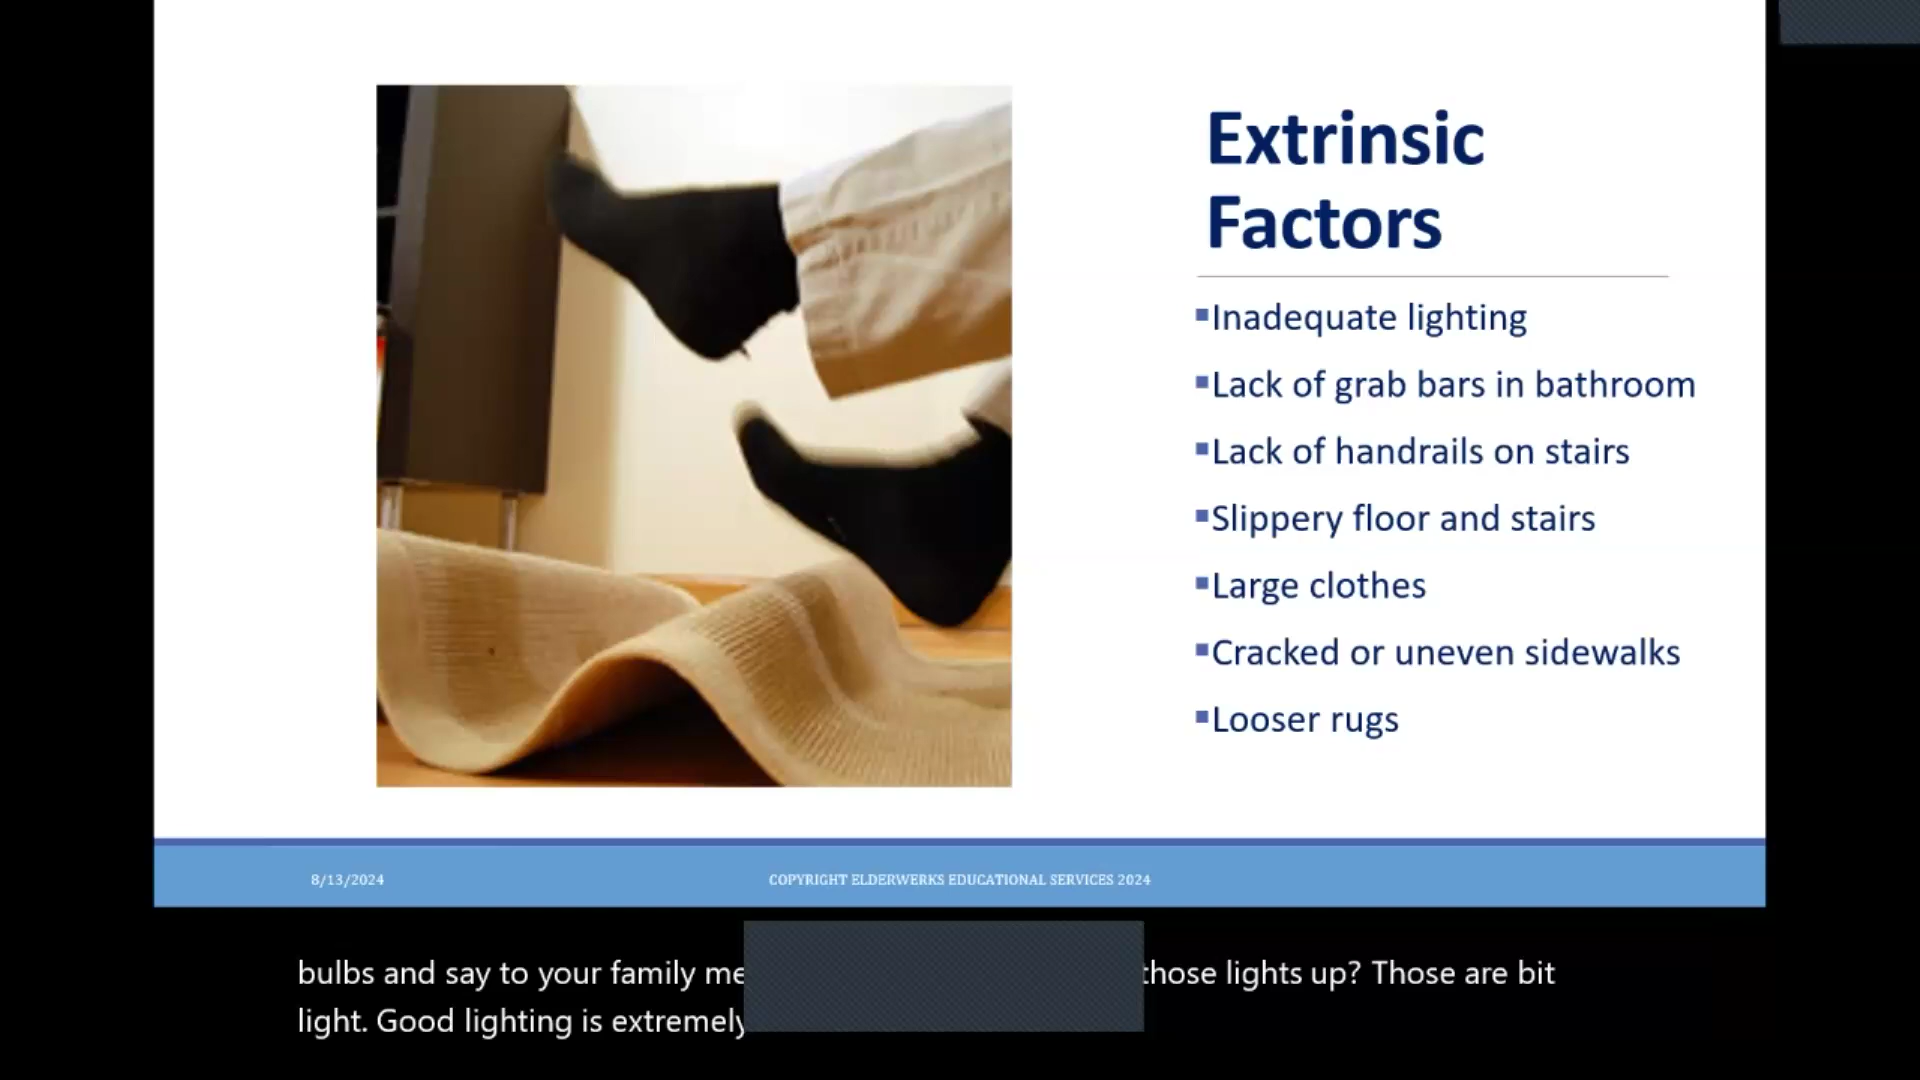 Extrinsic
Factors
▪Inadequate lighting
▪Lack of grab bars in bathroom
▪Lack of handrails on stairs
▪Slippery floor and stairs
▪Large clothes
▪Cracked or uneven sidewalks
▪Looser rugs
8/13/2024
COPYRIGHT ELDERWERKS EDUCATIONAL SERVICES 2024
bulbs and say to your family those lights up? Those are bit
light. Good lighting is extremely